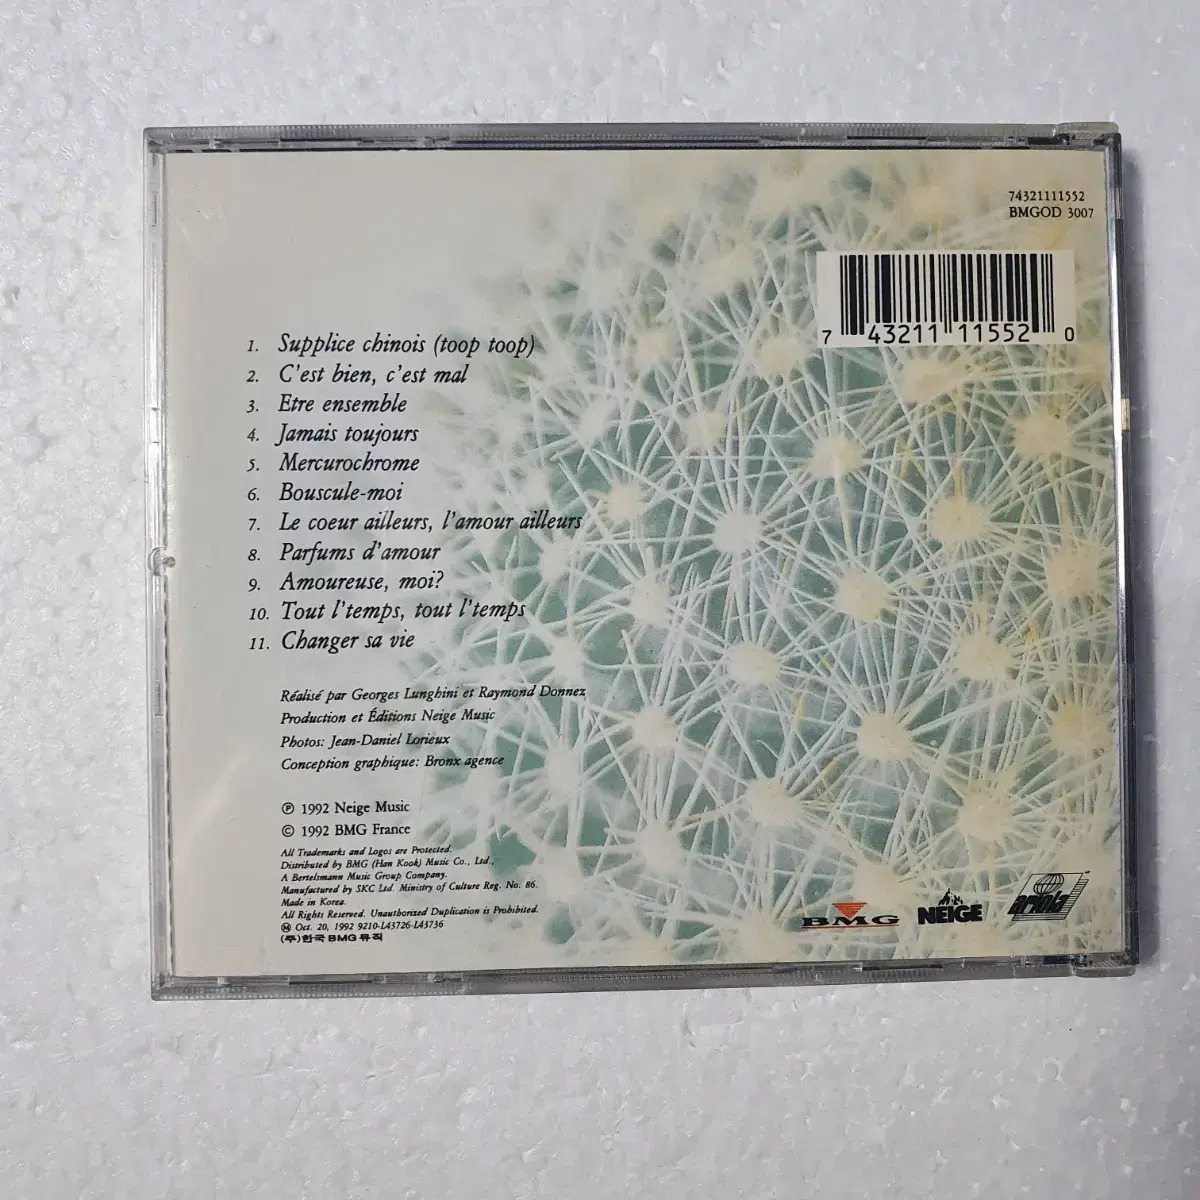 74321111552
BMGOD 3007
7 43211 11552 0
1. Supplice chinois (toop toop)
2. C'est bien, c'est mal
3. Etre ensemble
4. Jamais toujours
5. Mercurochrome
6. Bouscule-moi
7. Le coeur ailleurs, l'amour ailleurs
8. Parfums d'amour
9. Amoureuse, moi?
10. Tout l'temps, tout l'temps
11. Changer sa vie
Réalisé par Georges Lunghini et Raymond Donnez
Production et Éditions Neige Music
Photos: Jean-Daniel Lorieux
Conception graphique: Bronx agence
Ⓟ 1992 Neige Music
© 1992 BMG France
All Trademarks and Logos are Protected.
Distributed by BMG (Han Kook) Music Co., Ltd.,
A Bertelsmann Music Group Company.
Manufactured by SKC Ltd. Ministry of Culture Reg. No. 86.
Made in Korea.
All Rights Reserved. Unauthorized Duplication is Prohibited.
Ⓜ Oct. 20, 1992 9210-L43726-L43736
(주)한국BMG뮤직
BMG
NEIGE
ariola